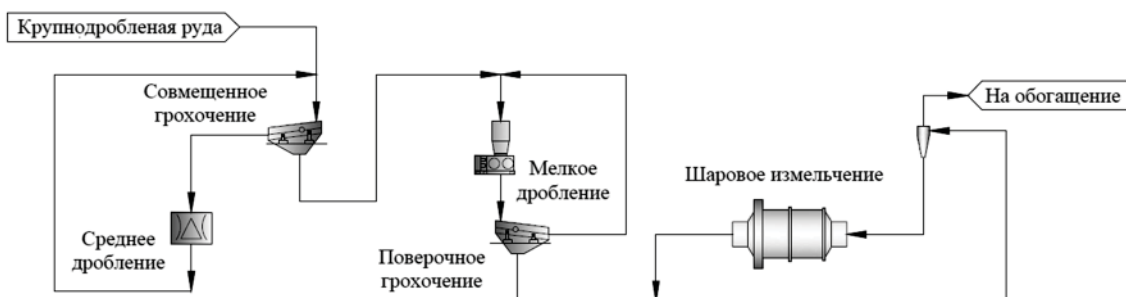 Крупнодробленая руда
Совмещенное
грохочение
Среднее
дробление
Мелкое
дробление
Поверочное
грохочение
Шаровое измельчение
На обогащение